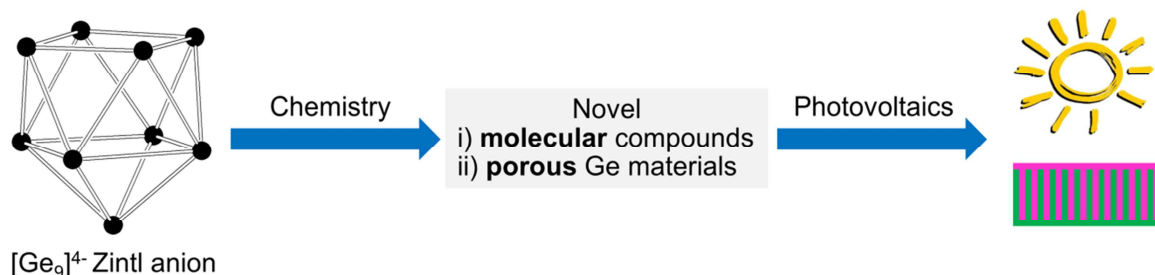 Chemistry
Novel
i) molecular compounds
ii) porous Ge materials
Photovoltaics
[Ge₉]⁴⁻ Zintl anion